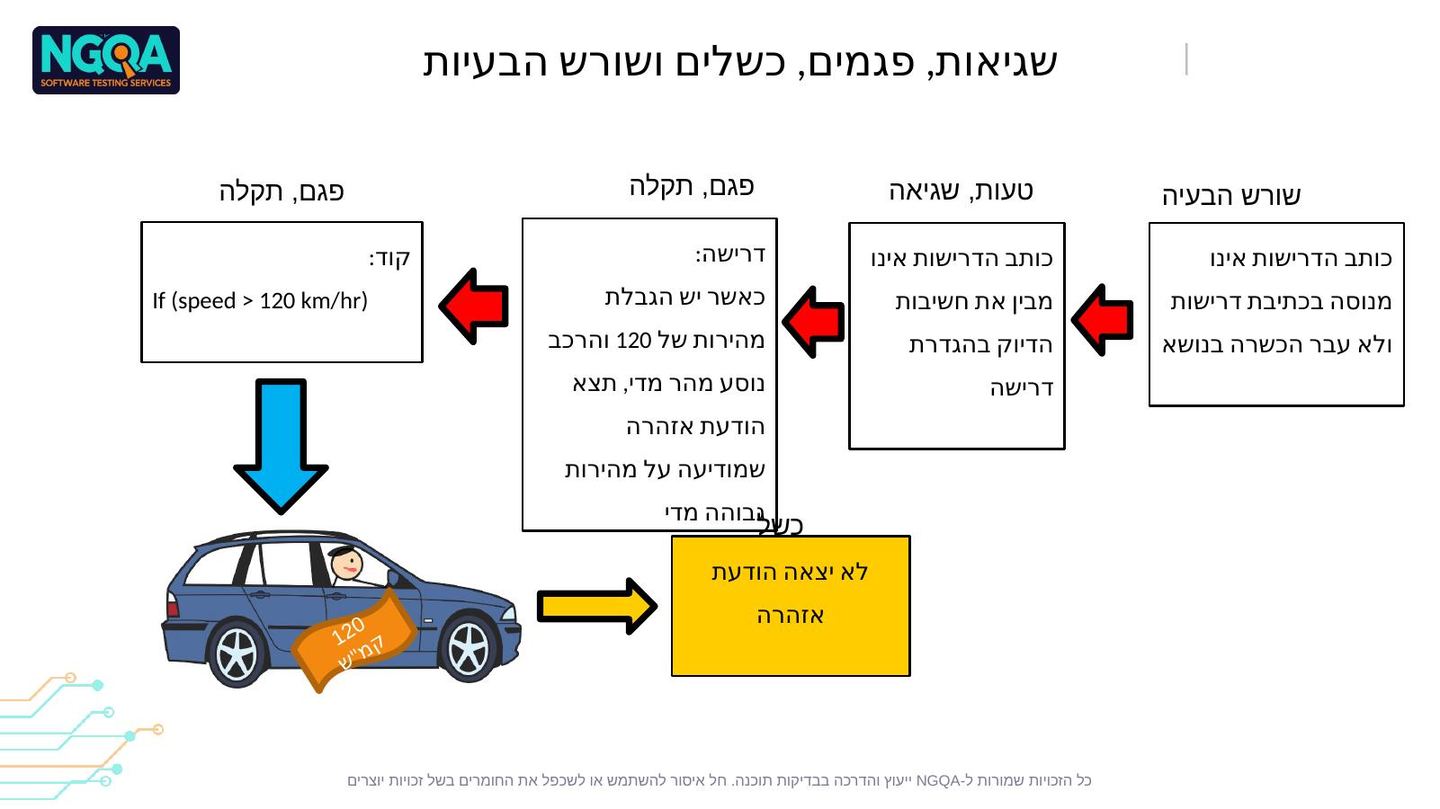 NGQA
SOFTWARE TESTING SERVICES
שגיאות, פגמים, כשלים ושורש הבעיות
שורש הבעיה
כותב הדרישות אינו
מנוסה בכתיבת דרישות
ולא עבר הכשרה בנושא
טעות, שגיאה
כותב הדרישות אינו
מבין את חשיבות
הדיוק בהגדרת
דרישה
פגם, תקלה
דרישה:
כאשר יש הגבלת
מהירות של 120 והרכב
נוסע מהר מדי, תצא
הודעת אזהרה
שמודיעה על מהירות
גבוהה מדי
פגם, תקלה
קוד:
If (speed > 120 km/hr)
120
קמ"ש
כשל
לא יצאה הודעת
אזהרה
כל הזכויות שמורות ל-NGQA ייעוץ והדרכה בבדיקות תוכנה. חל איסור להשתמש או לשכפל את החומרים בשל זכויות יוצרים